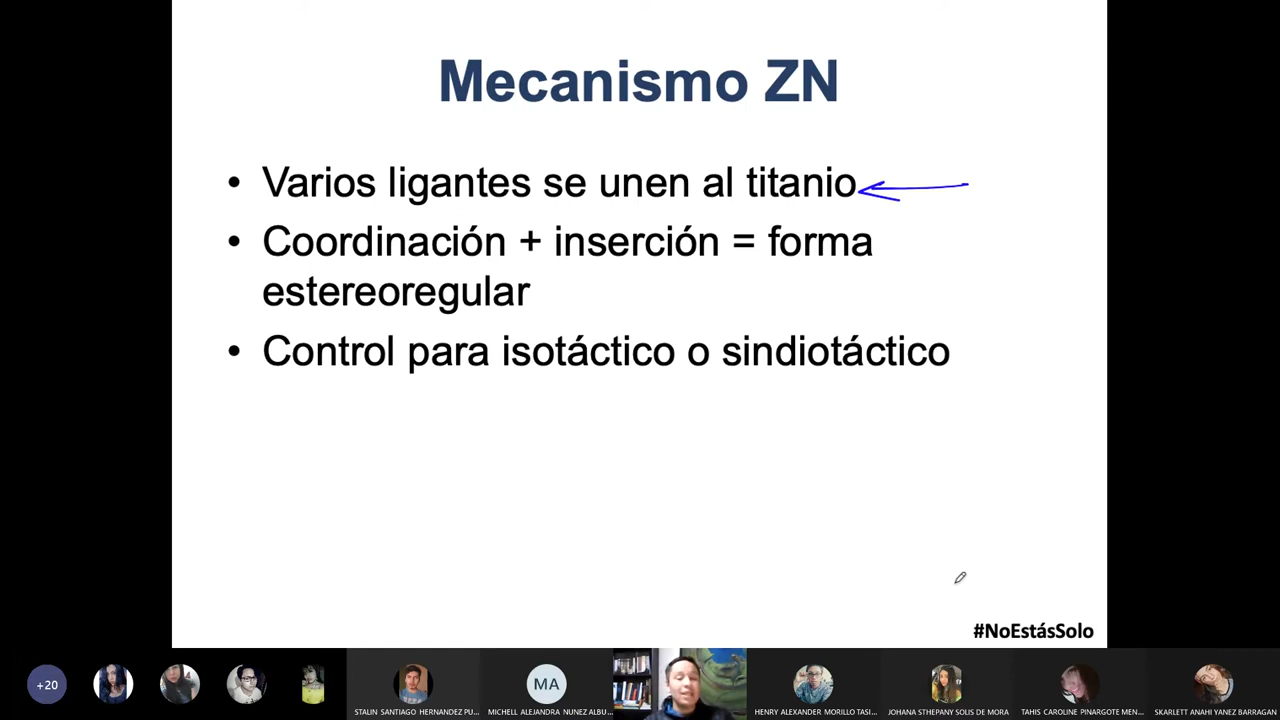 Mecanismo ZN
• Varios ligantes se unen al titanio
• Coordinación + inserción = forma
estereoregular
• Control para isotáctico o sindiotáctico
#NoEstásSolo
+20
MA
STALIN SANTIAGO HERNANDEZ PU...
MICHELL ALEJANDRA NUNEZ ALBU...
HENRY ALEXANDER MORILLO TASI...
JOHANA STHEPANY SOLIS DE MORA
TAHIS CAROLINE PINARGOTE MEN...
SKARLETT ANAHI YANEZ BARRAGAN